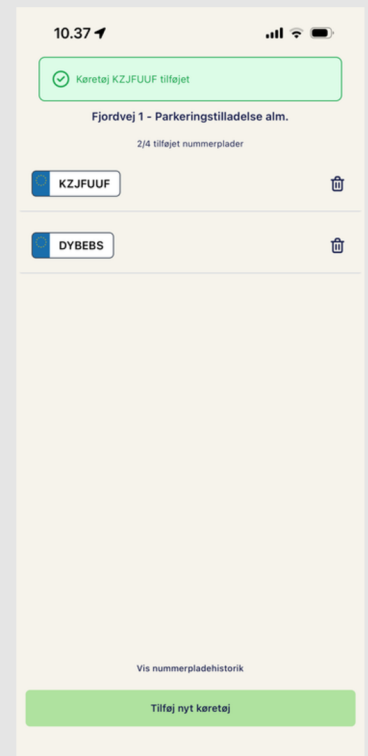 10.37
Køretøj KZJFUUF tilføjet
Fjordvej 1 - Parkeringstilladelse alm.
2/4 tilføjet nummerplader
KZJFUUF
DYBEBS
Vis nummerpladehistorik
Tilføj nyt køretøj